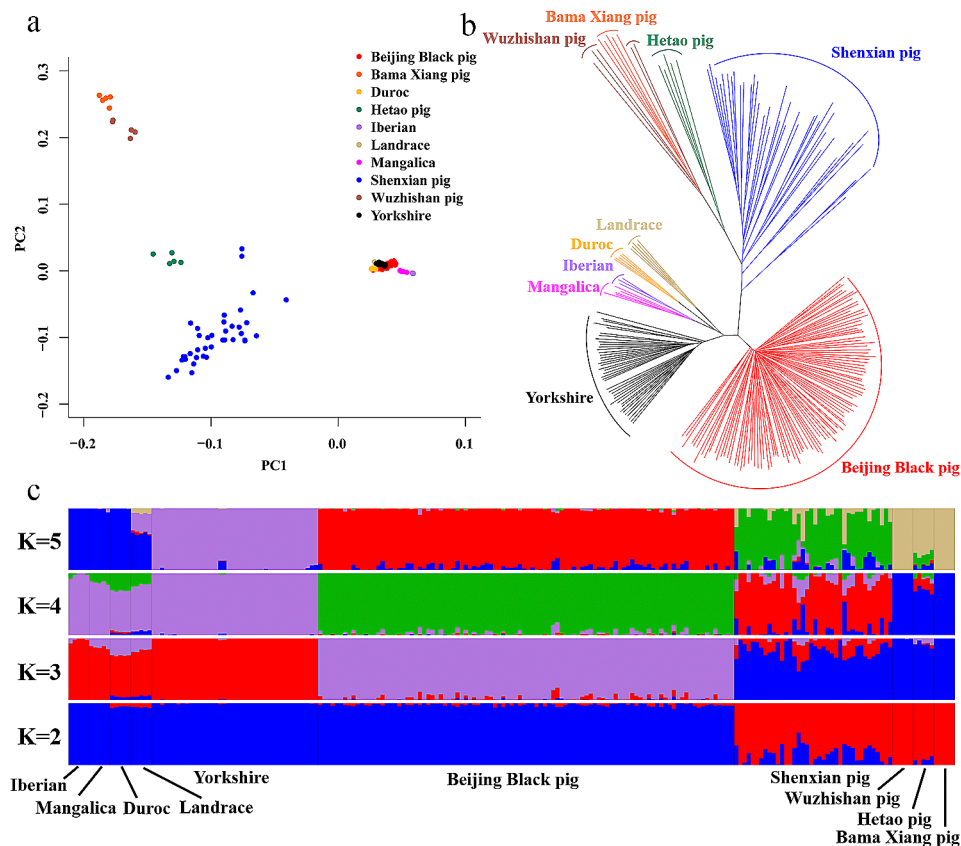 a
0.3
0.2
0.1
0.0
−0.1
−0.2
PC2
−0.2
−0.1
0.0
0.1
PC1
Beijing Black pig
Bama Xiang pig
Duroc
Hetao pig
Iberian
Landrace
Mangalica
Shenxian pig
Wuzhishan pig
Yorkshire
b
Bama Xiang pig
Wuzhishan pig
Hetao pig
Shenxian pig
Landrace
Duroc
Iberian
Mangalica
Yorkshire
Beijing Black pig
c
K=5
K=4
K=3
K=2
Iberian
Mangalica
Duroc
Landrace
Yorkshire
Beijing Black pig
Shenxian pig
Wuzhishan pig
Hetao pig
Bama Xiang pig